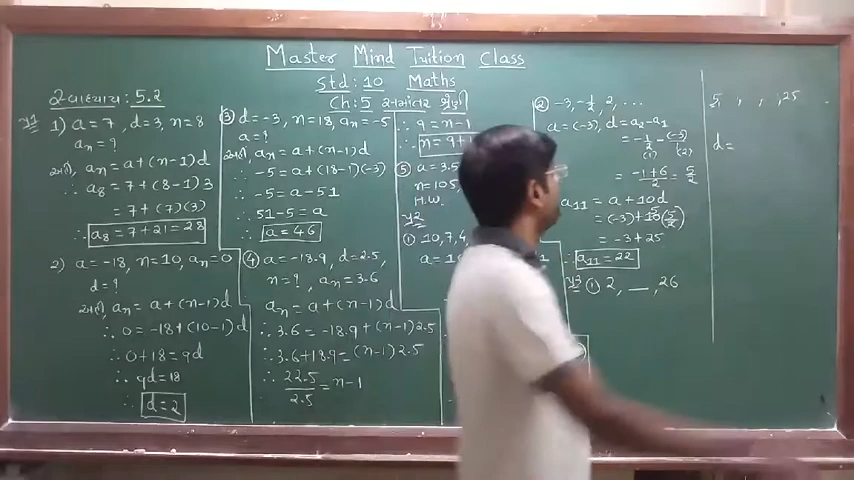 Master Mind Tuition Class
Std: 10 Maths
Ch: 5 સમાંતર શ્રેણી
સ્વાધ્યાય: 5.2
1) a = 7, d = 3, n = 8
an = ?
an = a + (n-1)d
∴ a8 = 7 + (8-1)3
= 7 + (7)(3)
∴ a8 = 7 + 21 = 28
2) a = -18, n = 10, an = 0
d = ?
an = a + (n-1)d
∴ 0 = -18 + (10-1)d
∴ 0 + 18 = 9d
∴ 9d = 18
∴ d = 2
③ d = -3, n = 18, an = -5
a = ?
an = a + (n-1)d
∴ -5 = a + (18-1)(-3)
∴ -5 = a - 51
∴ 51 - 5 = a
∴ a = 46
④ a = -18.9, d = 2.5,
n = ?, an = 3.6
an = a + (n-1)d
∴ 3.6 = -18.9 + (n-1)2.5
∴ 3.6 + 18.9 = (n-1)2.5
∴ 22.5/2.5 = n-1
∴ 9 = n-1
∴ n = 9+1
⑤ a = 3.5
n = 105,
H.W.
① 10, 7, 4,
a = 10
② -3, -1/2, 2, ...
a = (-3), d = a2 - a1
= -1/2 (1) - (-3)/1 (2)
= -1+6/2 = 5/2
a11 = a + 10d
= (-3) + 10(5/2)
= -3 + 25
∴ a11 = 22
① 2, __, 26
5, , , , 25
d =